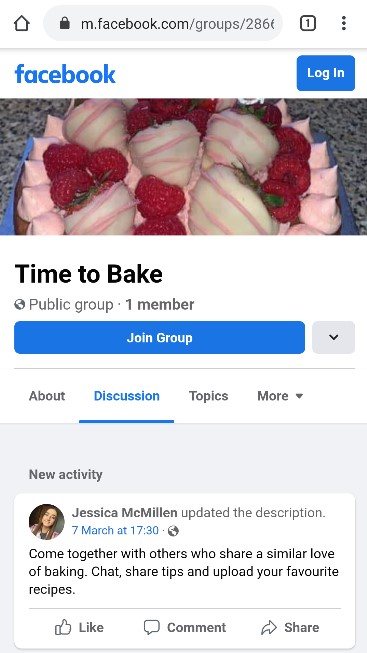 m.facebook.com/groups/2866
1
facebook
Log In
Time to Bake
Public group · 1 member
Join Group
About Discussion Topics More
New activity
Jessica McMillen updated the description.
7 March at 17:30 ·
Come together with others who share a similar love
of baking. Chat, share tips and upload your favourite
recipes.
Like Comment Share